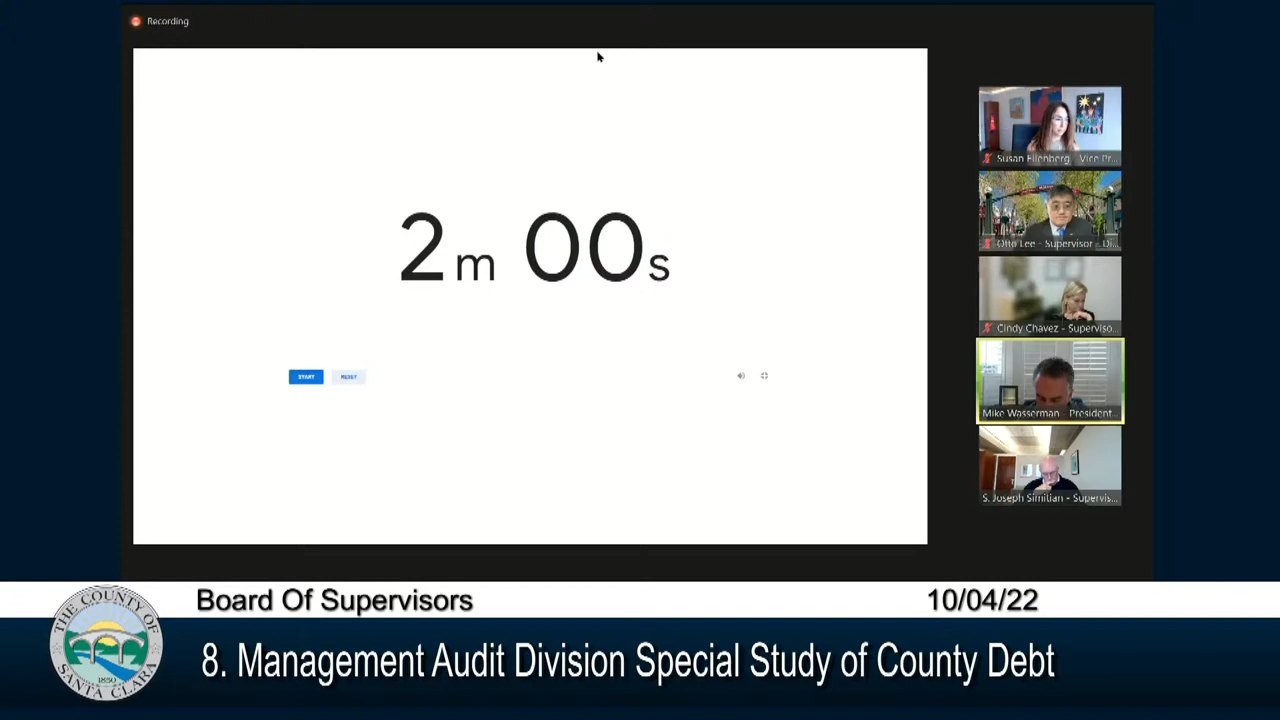 Recording
2m 00s
START
RESET
Susan Ellenberg - Vice Pr...
Otto Lee - Supervisor - Di...
Cindy Chavez - Superviso...
Mike Wasserman - President...
S. Joseph Simitian - Supervis...
Board Of Supervisors
10/04/22
8. Management Audit Division Special Study of County Debt
THE COUNTY OF
SANTA CLARA
1850